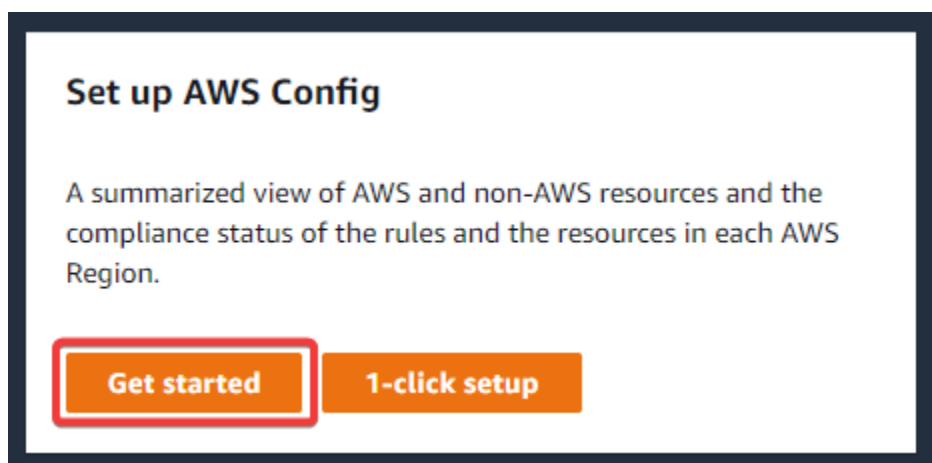 Set up AWS Config
A summarized view of AWS and non-AWS resources and the
compliance status of the rules and the resources in each AWS
Region.
Get started
1-click setup